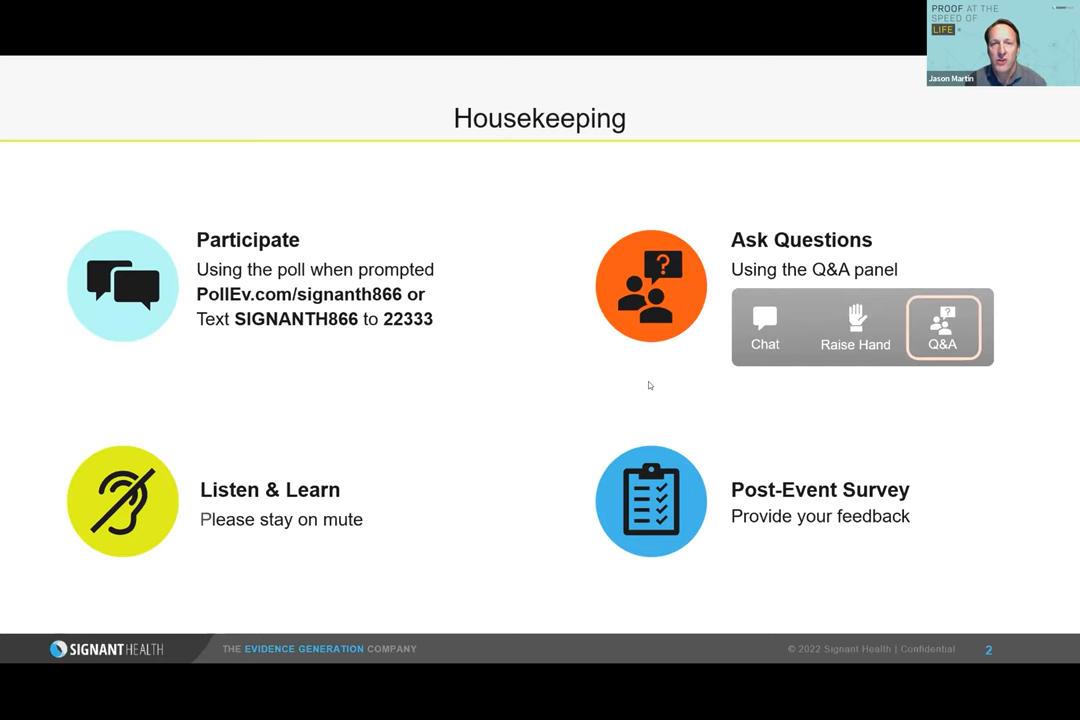 PROOF AT THE
SPEED OF
LIFE
Jason Martin
Housekeeping
Participate
Using the poll when prompted
PollEv.com/signanth866 or
Text SIGNANTH866 to 22333
Ask Questions
Using the Q&A panel
Chat
Raise Hand
Q&A
Listen & Learn
Please stay on mute
Post-Event Survey
Provide your feedback
SIGNANTHEALTH
THE EVIDENCE GENERATION COMPANY
© 2022 Signant Health | Confidential
2